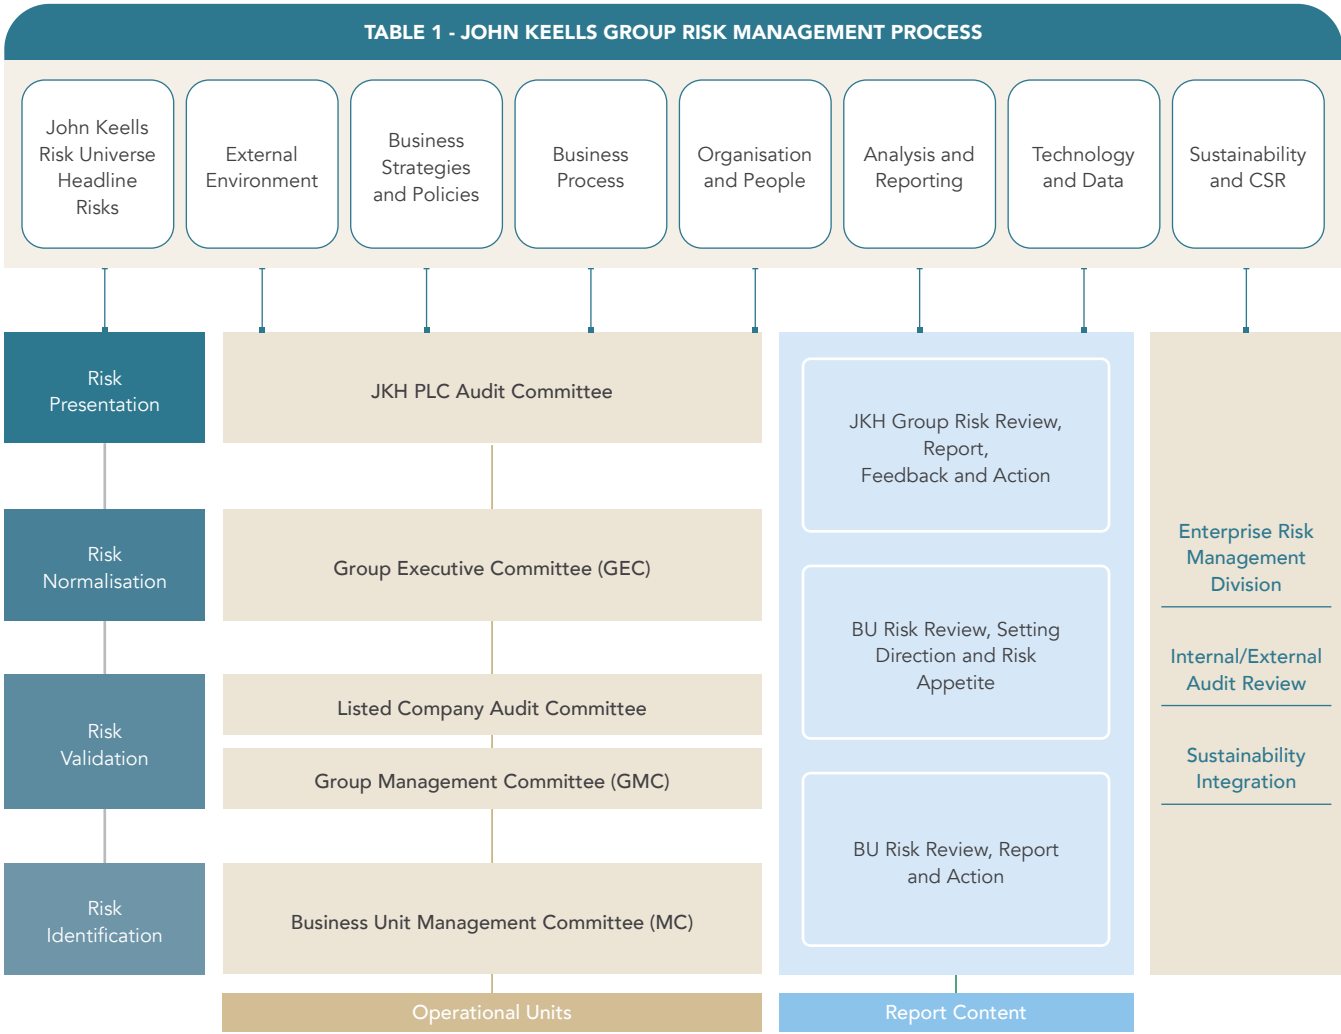 TABLE 1 - JOHN KEELLS GROUP RISK MANAGEMENT PROCESS
John Keells
Risk Universe
Headline
Risks
External
Environment
Business
Strategies
and Policies
Business
Process
Organisation
and People
Analysis and
Reporting
Technology
and Data
Sustainability
and CSR
Risk
Presentation
JKH PLC Audit Committee
JKH Group Risk Review,
Report,
Feedback and Action
Risk
Normalisation
Group Executive Committee (GEC)
BU Risk Review, Setting
Direction and Risk
Appetite
Risk
Validation
Listed Company Audit Committee
Group Management Committee (GMC)
Risk
Identification
Business Unit Management Committee (MC)
BU Risk Review, Report
and Action
Enterprise Risk
Management
Division
Internal/External
Audit Review
Sustainability
Integration
Operational Units
Report Content